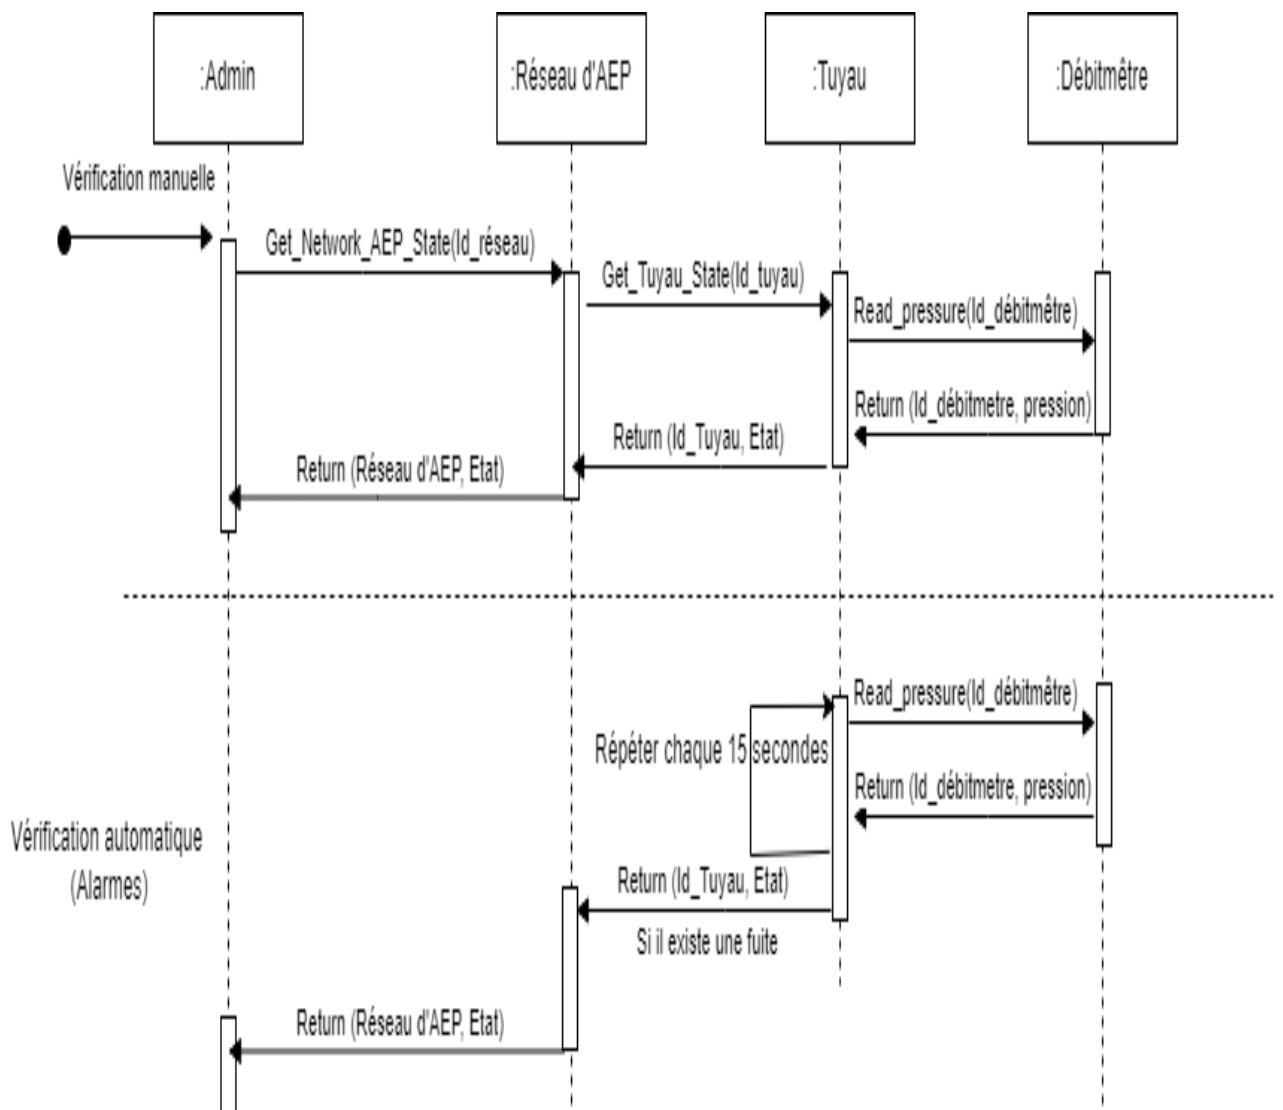 :Admin
:Réseau d'AEP
:Tuyau
:Débitmêtre
Vérification manuelle
Get_Network_AEP_State(Id_réseau)
Get_Tuyau_State(Id_tuyau)
Read_pressure(Id_débitmêtre)
Return (Id_débitmetre, pression)
Return (Id_Tuyau, Etat)
Return (Réseau d'AEP, Etat)
Read_pressure(Id_débitmêtre)
Répéter chaque 15 secondes
Return (Id_débitmetre, pression)
Vérification automatique
(Alarmes)
Return (Id_Tuyau, Etat)
Si il existe une fuite
Return (Réseau d'AEP, Etat)